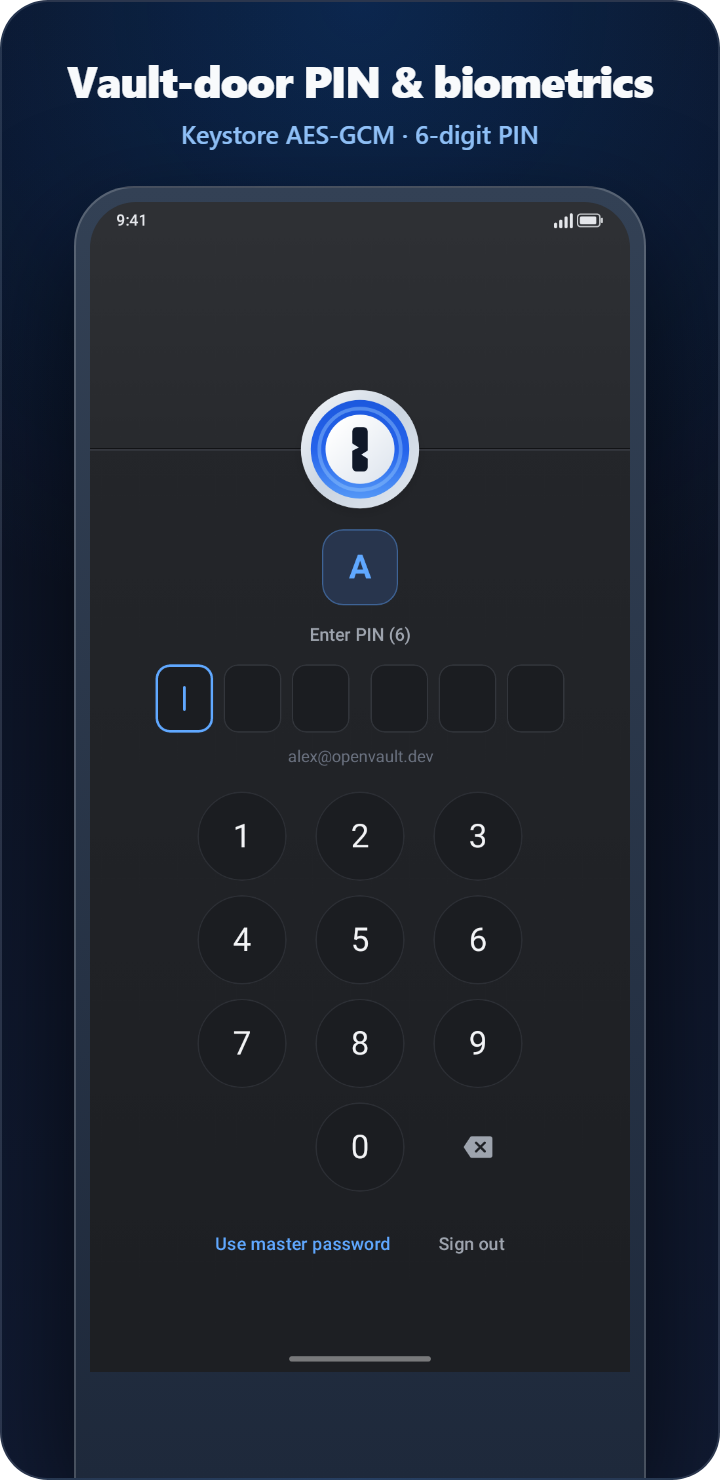 Vault-door PIN & biometrics
Keystore AES-GCM · 6-digit PIN
9:41
A
Enter PIN (6)
alex@openvault.dev
1 2 3
4 5 6
7 8 9
0
Use master password Sign out